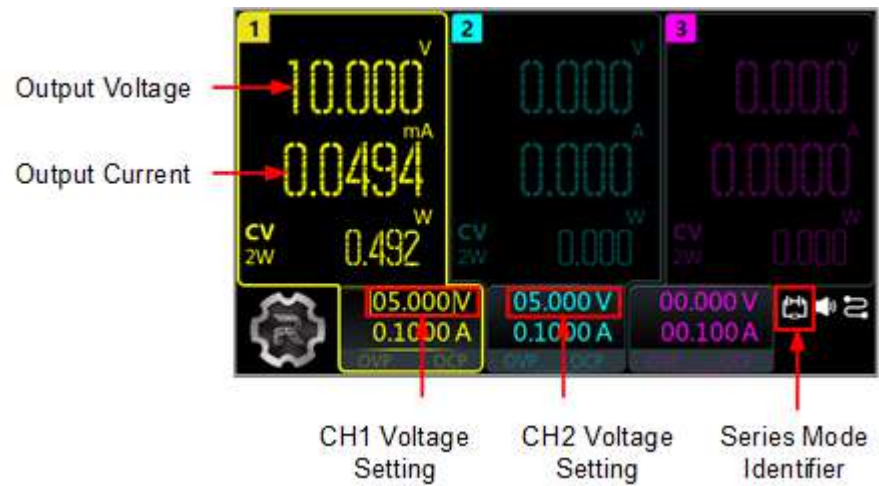 1
2
3
V
V
V
Output Voltage
10.000
0.000
0.000
mA
A
A
Output Current
0.0494
0.000
0.0000
W
W
W
CV
2W
0.492
CV
2W
0.000
CV
2W
0.000
05.000 V
05.000 V
00.000 V
0.1000 A
0.1000 A
00.100 A
OVP OCP
OVP OCP
OVP OCP
CH1 Voltage
Setting
CH2 Voltage
Setting
Series Mode
Identifier